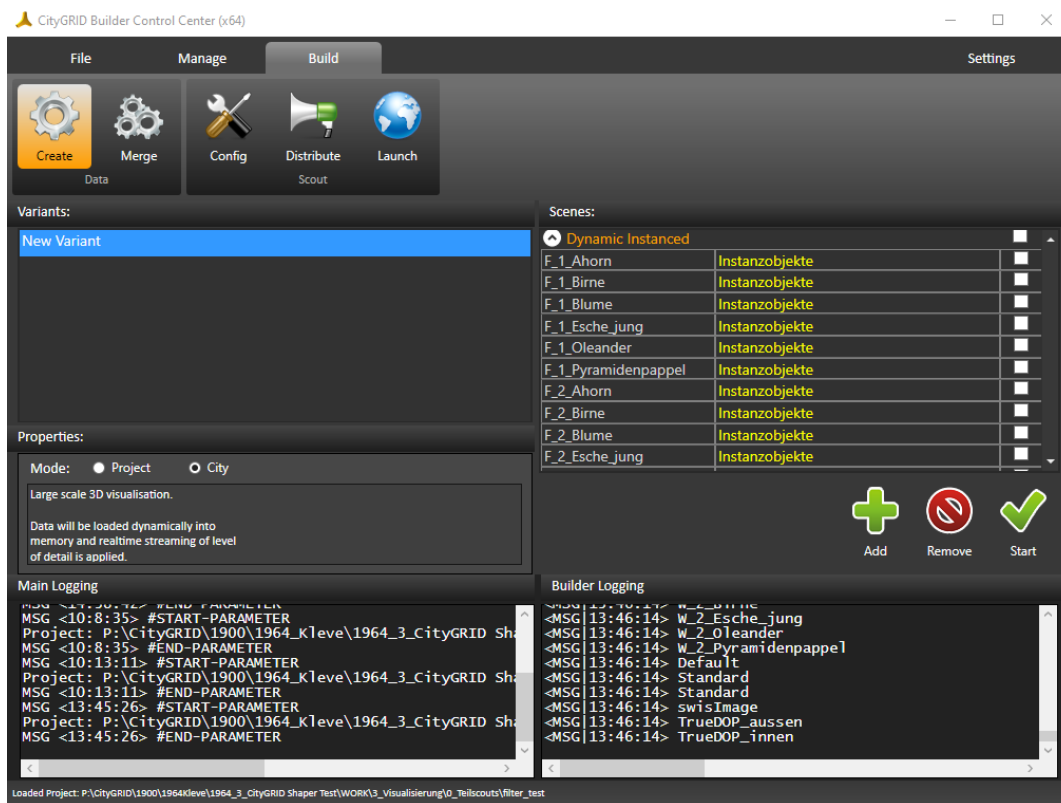 CityGRID Builder Control Center (x64)
File Manage Build Settings
Create Merge Config Distribute Launch
Data Scout
Variants:
New Variant
Scenes:
Dynamic Instanced
F_1_Ahorn Instanzobjekte
F_1_Birne Instanzobjekte
F_1_Blume Instanzobjekte
F_1_Esche_jung Instanzobjekte
F_1_Oleander Instanzobjekte
F_1_Pyramidenpappel Instanzobjekte
F_2_Ahorn Instanzobjekte
F_2_Birne Instanzobjekte
F_2_Blume Instanzobjekte
F_2_Esche_jung Instanzobjekte
Properties:
Mode: Project City
Large scale 3D visualisation.
Data will be loaded dynamically into
memory and realtime streaming of level
of detail is applied.
Add Remove Start
Main Logging
#END-PARAMETER
MSG <10:8:35> #START-PARAMETER
Project: P:\CityGRID\1900\1964_Kleve\1964_3_CityGRID Sha
MSG <10:8:35> #END-PARAMETER
MSG <10:13:11> #START-PARAMETER
Project: P:\CityGRID\1900\1964_Kleve\1964_3_CityGRID Sha
MSG <10:13:11> #END-PARAMETER
MSG <13:45:26> #START-PARAMETER
Project: P:\CityGRID\1900\1964_Kleve\1964_3_CityGRID Sha
MSG <13:45:26> #END-PARAMETER
Builder Logging
<MSG|13:46:14> W_2_Birne
<MSG|13:46:14> W_2_Esche_jung
<MSG|13:46:14> W_2_Oleander
<MSG|13:46:14> W_2_Pyramidenpappel
<MSG|13:46:14> Default
<MSG|13:46:14> Standard
<MSG|13:46:14> Standard
<MSG|13:46:14> swisImage
<MSG|13:46:14> TrueDOP_aussen
<MSG|13:46:14> TrueDOP_innen
Loaded Project: P:\CityGRID\1900\1964Kleve\1964_3_CityGRID Shaper Test\WORK\3_Visualisierung\0_Teilscouts\filter_test